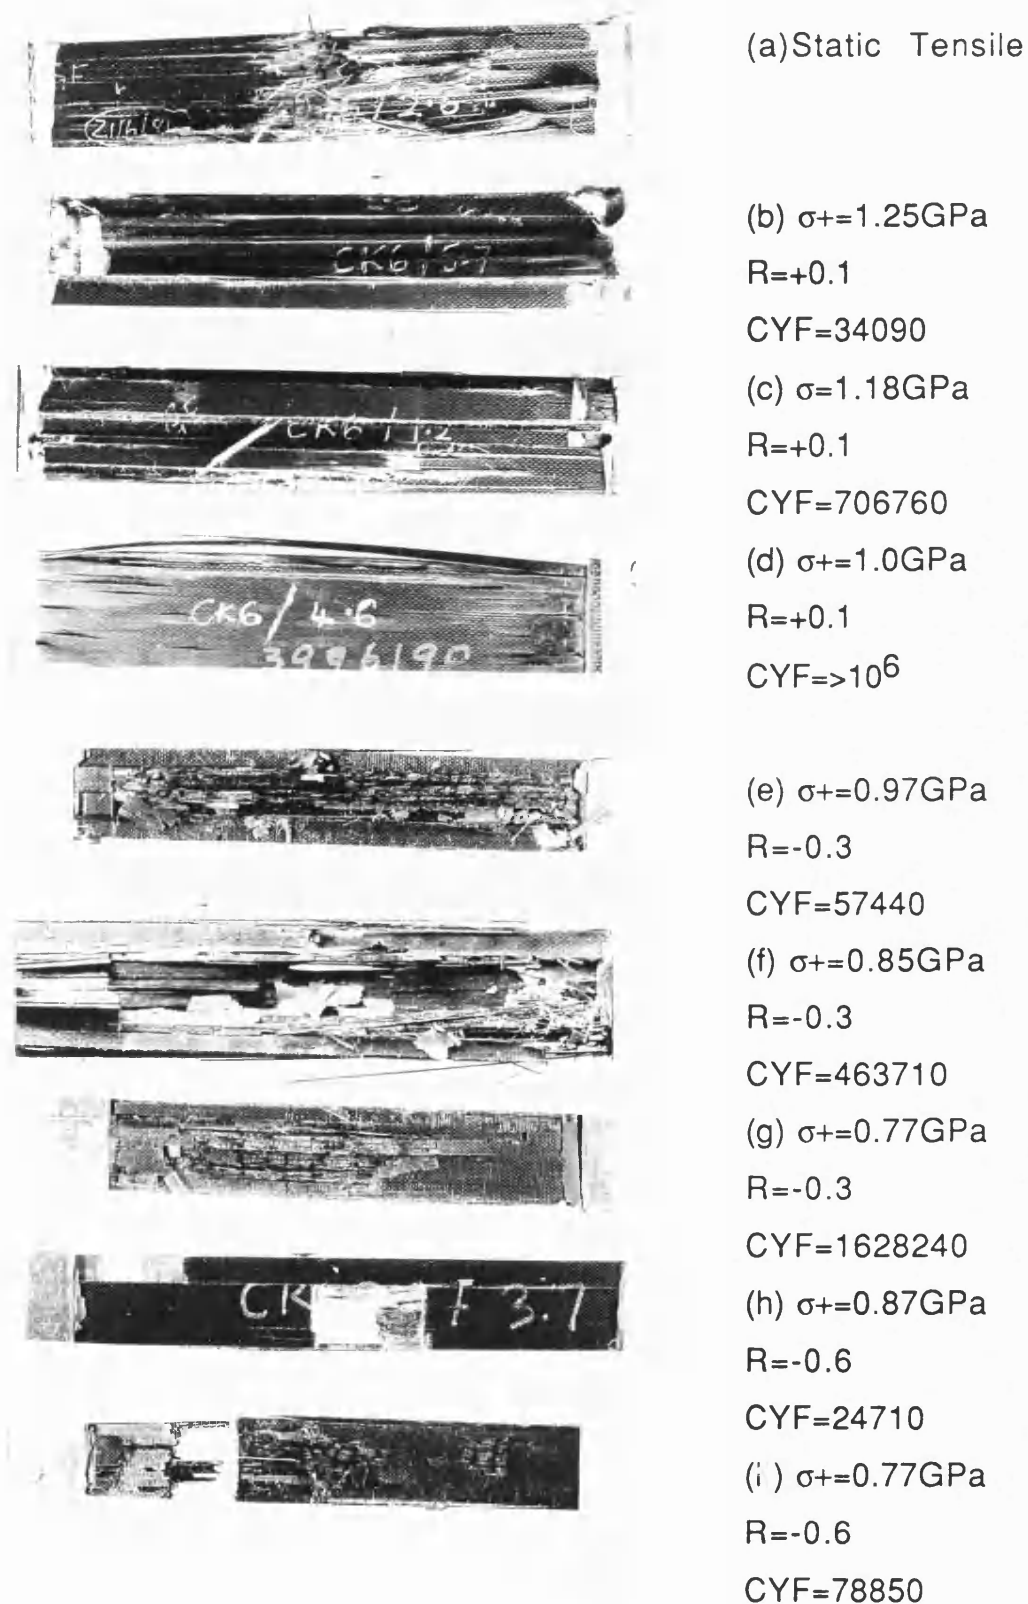 (a)Static Tensile
(b) σ+=1.25GPa
CK6/5.7
R=+0.1
CYF=34090
(c) σ=1.18GPa
CK6/1.2
R=+0.1
CYF=706760
(d) σ+=1.0GPa
CK6/4.6
R=+0.1
3996190
CYF=>10⁶
(e) σ+=0.97GPa
R=-0.3
CYF=57440
(f) σ+=0.85GPa
R=-0.3
CYF=463710
(g) σ+=0.77GPa
R=-0.3
CYF=1628240
(h) σ+=0.87GPa
CK
3.1
R=-0.6
CYF=24710
(i) σ+=0.77GPa
R=-0.6
CYF=78850